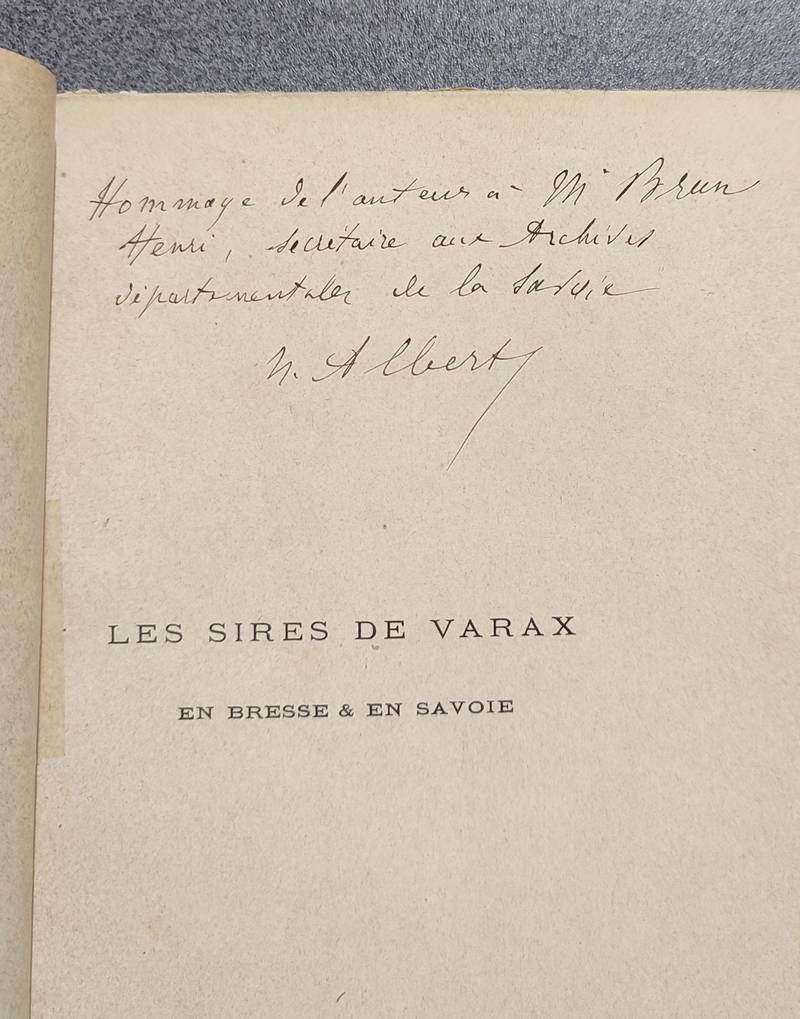 Hommage de l'auteur à Mr Brun
Henri, secrétaire aux Archives
départementales de la Savoie
N. Albert
LES SIRES DE VARAX
EN BRESSE & EN SAVOIE